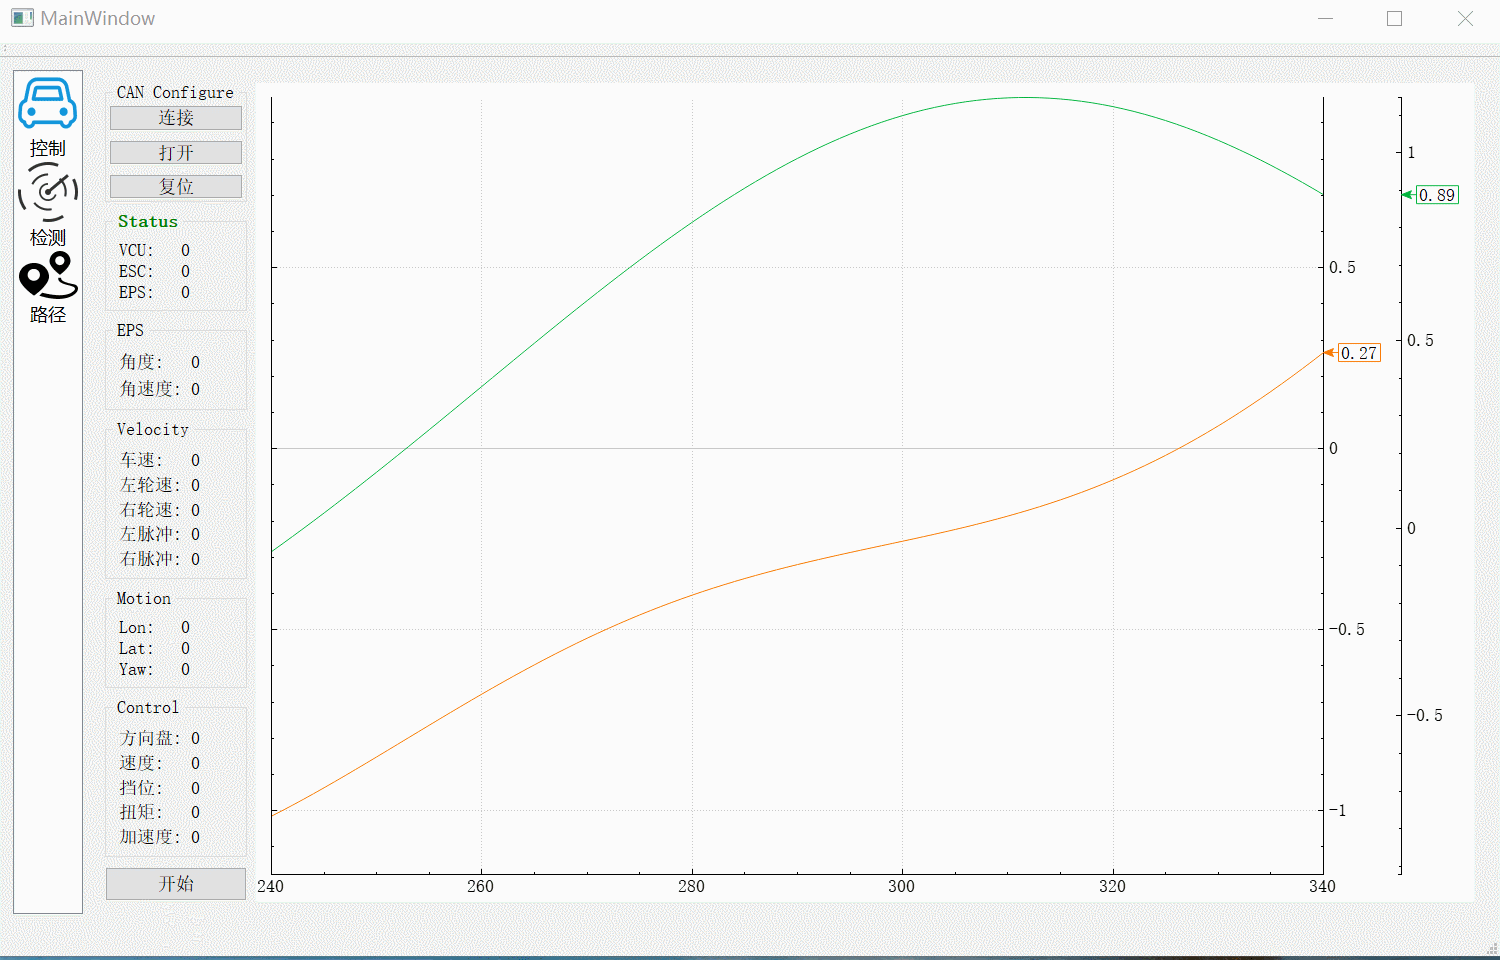 MainWindow
控制
检测
路径
CAN Configure
连接
打开
复位
Status
VCU: 0
ESC: 0
EPS: 0
EPS
角度: 0
角速度: 0
Velocity
车速: 0
左轮速: 0
右轮速: 0
左脉冲: 0
右脉冲: 0
Motion
Lon: 0
Lat: 0
Yaw: 0
Control
方向盘: 0
速度: 0
挡位: 0
扭矩: 0
加速度: 0
开始
240 260 280 300 320 340
0.5
0.27
0
-0.5
-1
1
0.89
0.5
0
-0.5